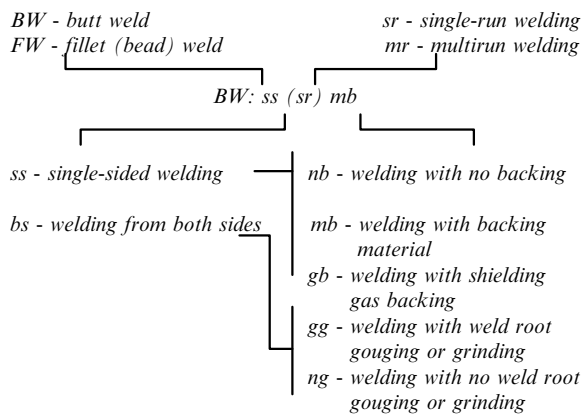 BW - butt weld
FW - fillet (bead) weld
sr - single-run welding
mr - multirun welding
BW: ss (sr) mb
ss - single-sided welding
bs - welding from both sides
nb - welding with no backing
mb - welding with backing
material
gb - welding with shielding
gas backing
gg - welding with weld root
gouging or grinding
ng - welding with no weld root
gouging or grinding